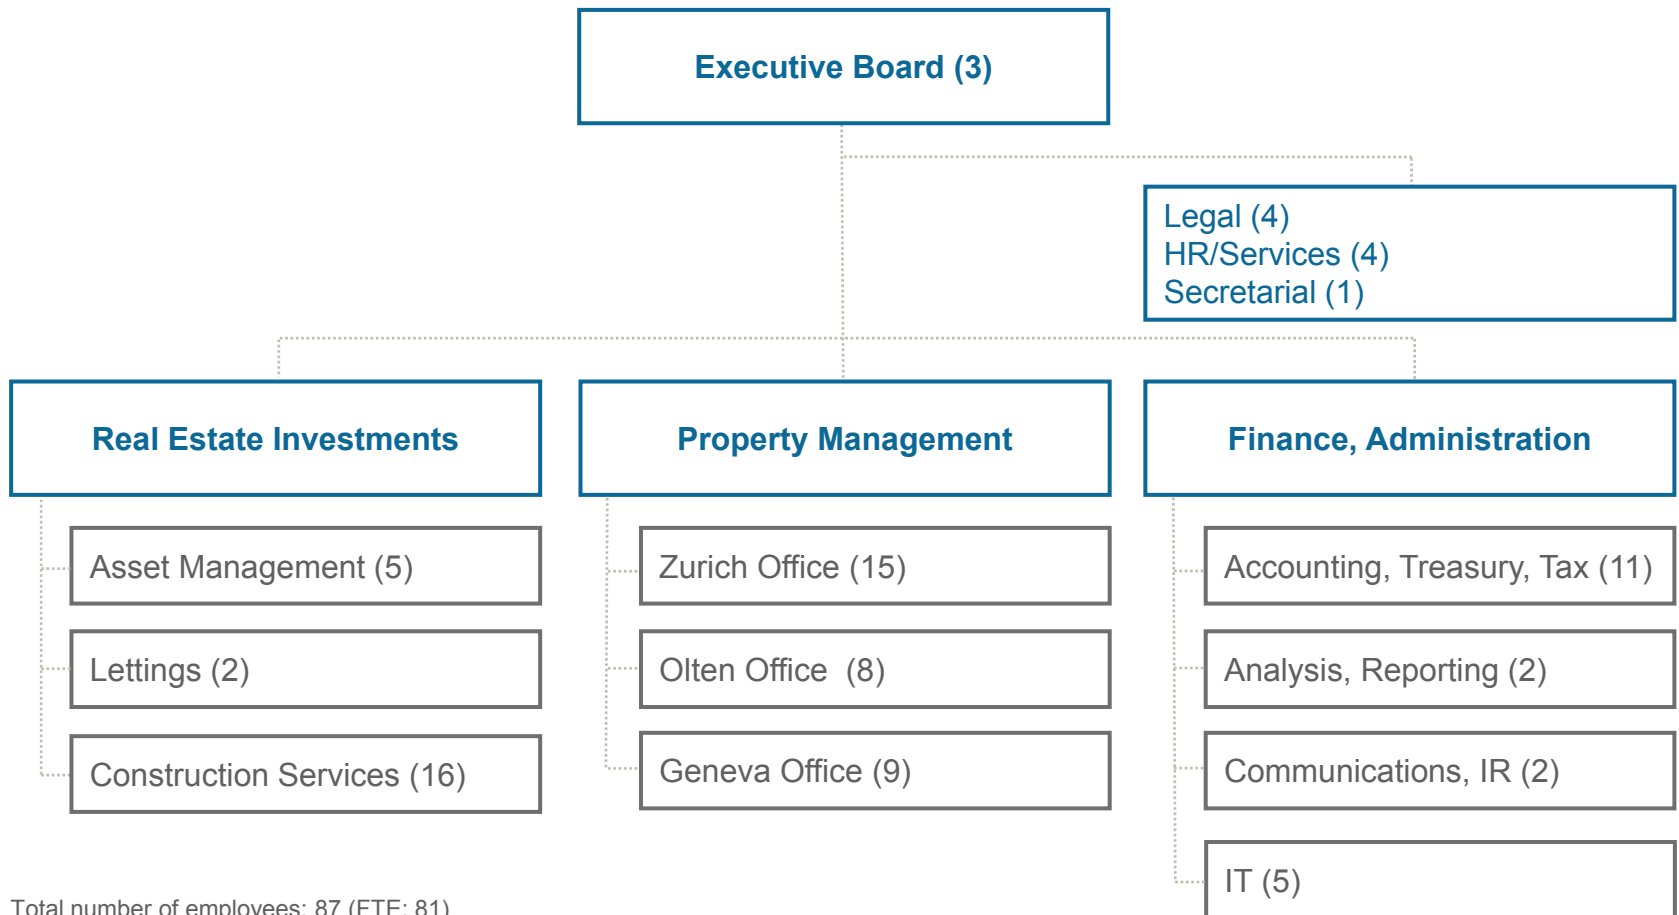 Executive Board (3)
Legal (4)
HR/Services (4)
Secretarial (1)
Real Estate Investments
Property Management
Finance, Administration
Asset Management (5)
Lettings (2)
Construction Services (16)
Zurich Office (15)
Olten Office (8)
Geneva Office (9)
Accounting, Treasury, Tax (11)
Analysis, Reporting (2)
Communications, IR (2)
IT (5)
Total number of employees: 87 (FTE: 81)